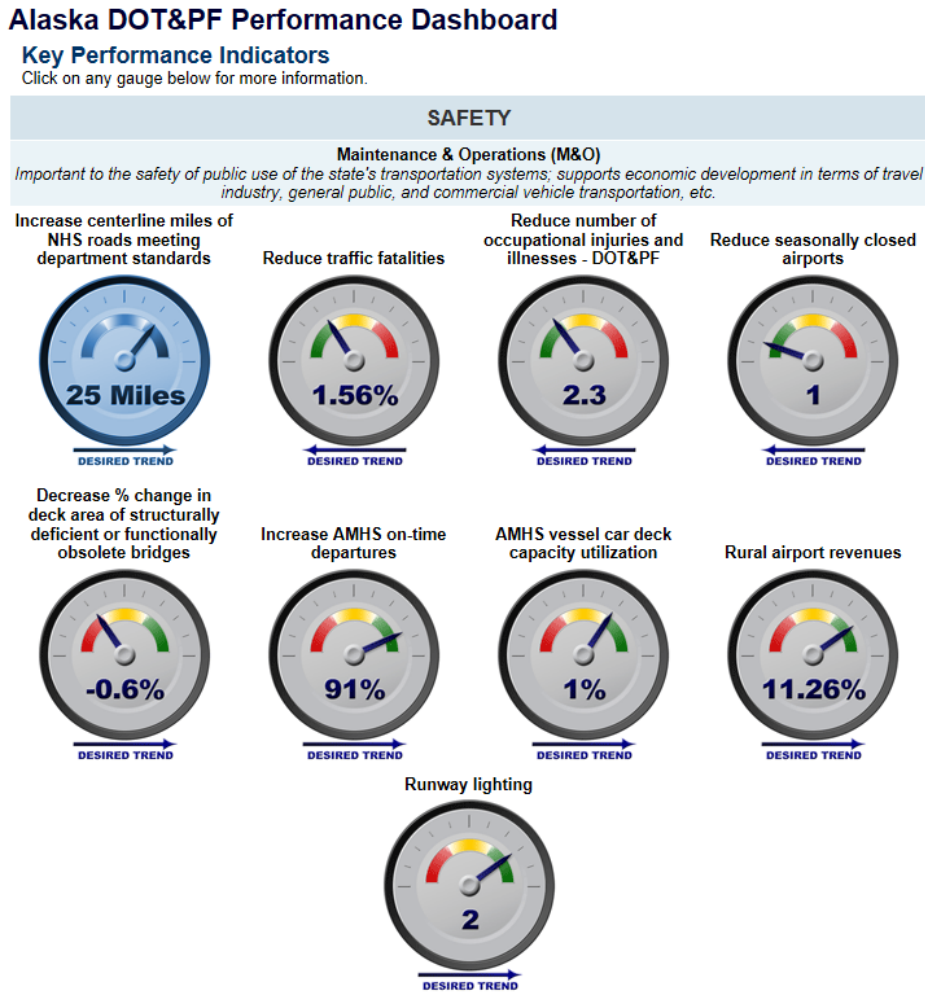 Alaska DOT&PF Performance Dashboard
Key Performance Indicators
Click on any gauge below for more information.
SAFETY
Maintenance & Operations (M&O)
Important to the safety of public use of the state's transportation systems; supports economic development in terms of travel
industry, general public, and commercial vehicle transportation, etc.
Increase centerline miles of
NHS roads meeting
department standards
25 Miles
DESIRED TREND
Reduce traffic fatalities
1.56%
DESIRED TREND
Reduce number of
occupational injuries and
illnesses - DOT&PF
2.3
DESIRED TREND
Reduce seasonally closed
airports
1
DESIRED TREND
Decrease % change in
deck area of structurally
deficient or functionally
obsolete bridges
-0.6%
DESIRED TREND
Increase AMHS on-time
departures
91%
DESIRED TREND
AMHS vessel car deck
capacity utilization
1%
DESIRED TREND
Rural airport revenues
11.26%
DESIRED TREND
Runway lighting
2
DESIRED TREND